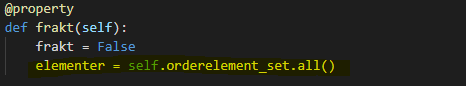 @property
def frakt(self):
    frakt = False
    elementer = self.orderelement_set.all()